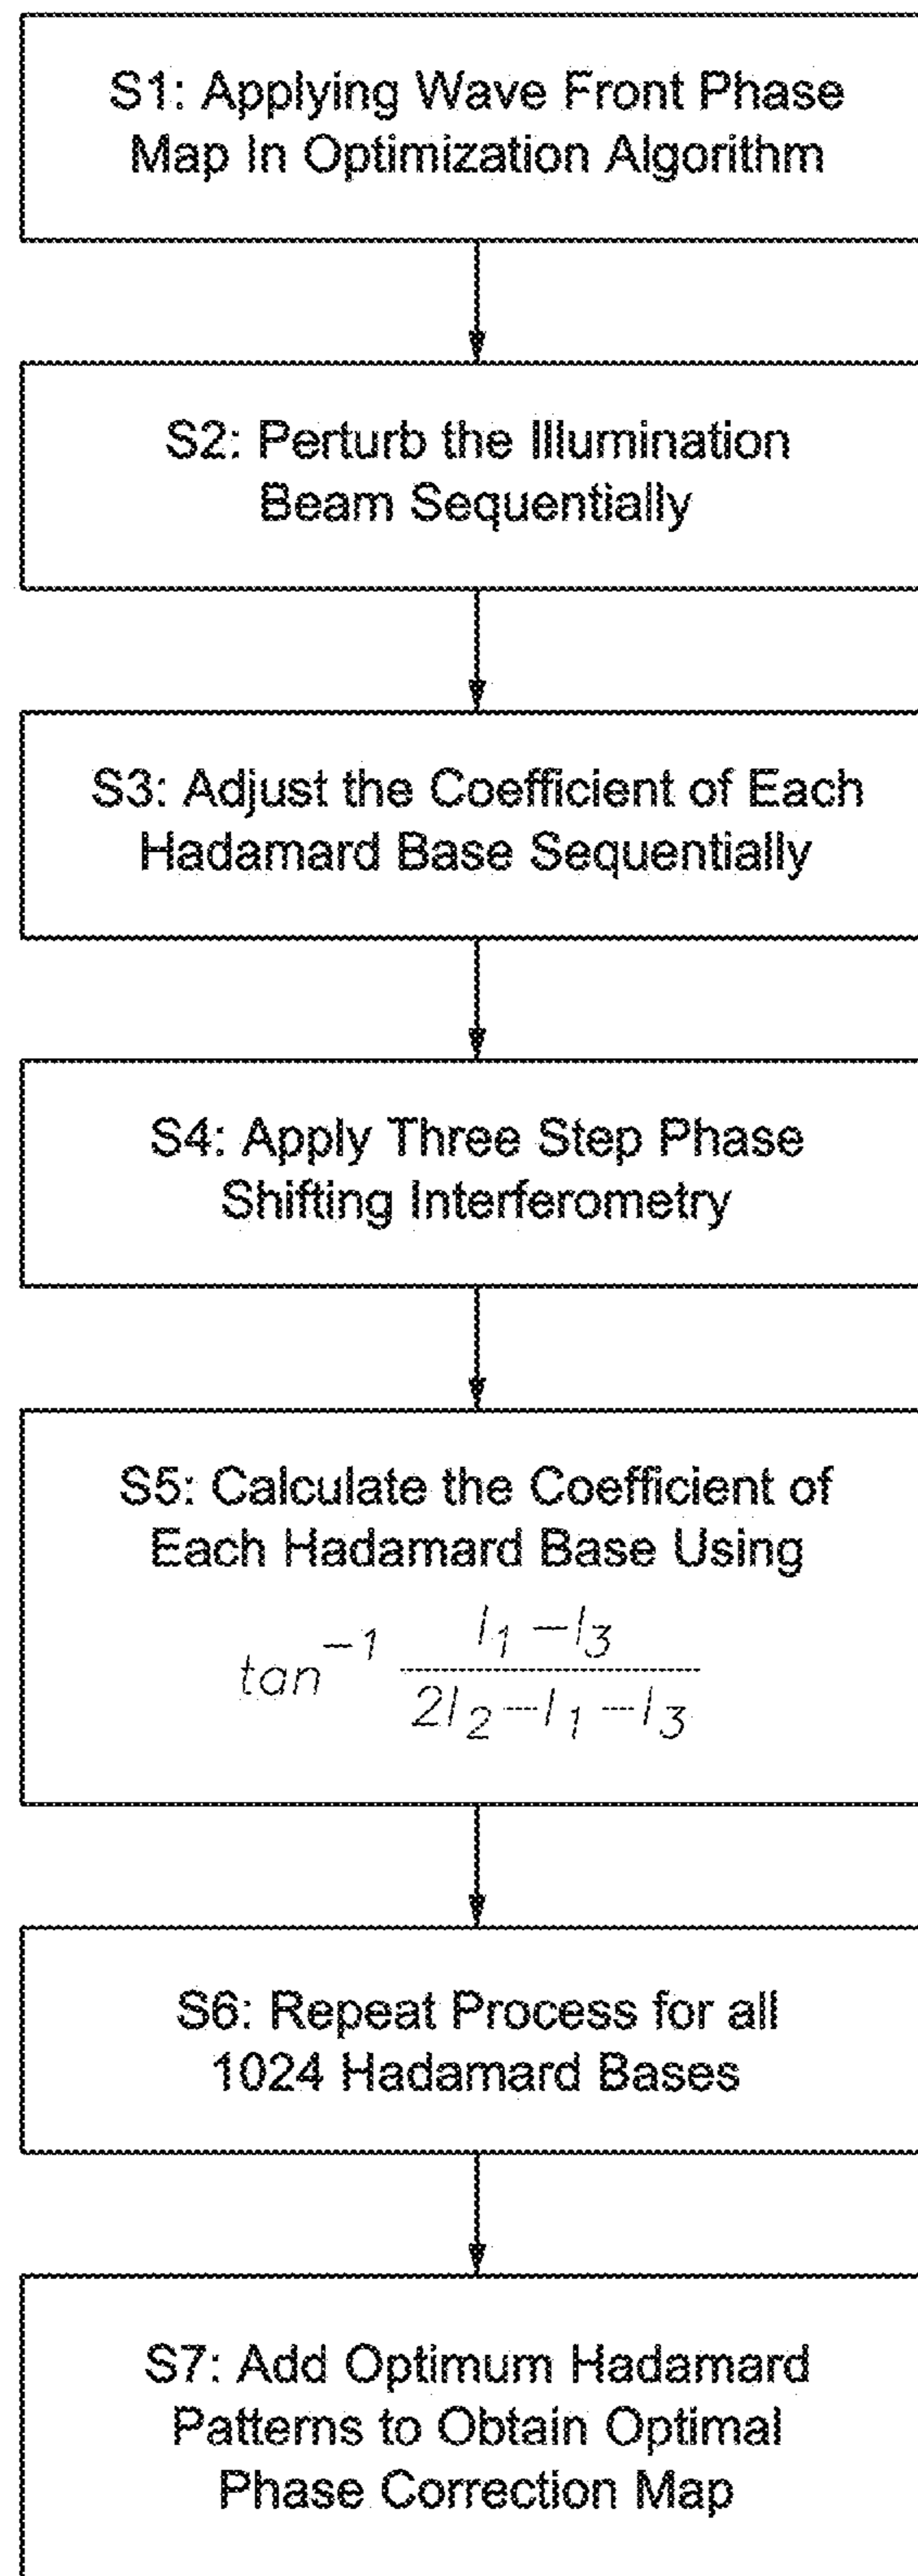 S1: Applying Wave Front Phase
Map In Optimization Algorithm
S2: Perturb the Illumination
Beam Sequentially
S3: Adjust the Coefficient of Each
Hadamard Base Sequentially
S4: Apply Three Step Phase
Shifting Interferometry
S5: Calculate the Coefficient of
Each Hadamard Base Using
tan⁻¹ (I₁ – I₃) / (2I₂ – I₁ – I₃)
S6: Repeat Process for all
1024 Hadamard Bases
S7: Add Optimum Hadamard
Patterns to Obtain Optimal
Phase Correction Map